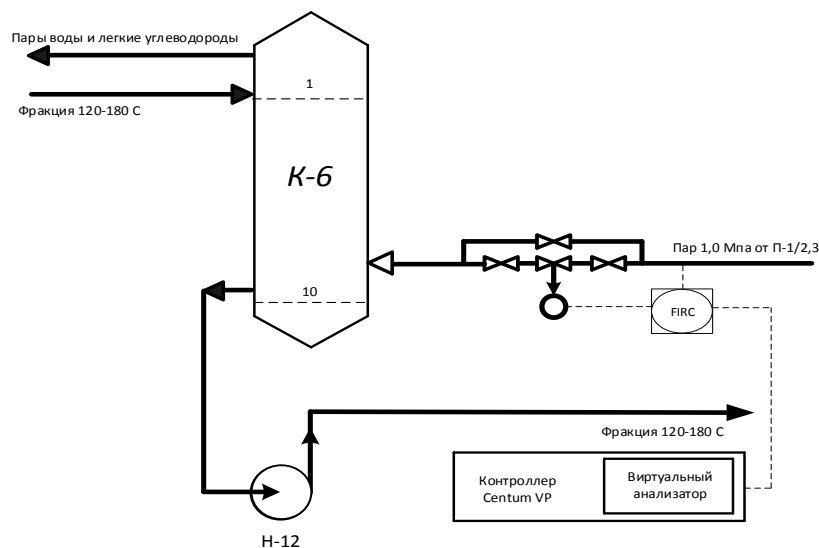 Пары воды и легкие углеводороды
1
Фракция 120-180 С
К-6
Пар 1,0 Мпа от П-1/2,3
10
FIRC
Фракция 120-180 С
Контроллер
Centum VP
Виртуальный
анализатор
Н-12